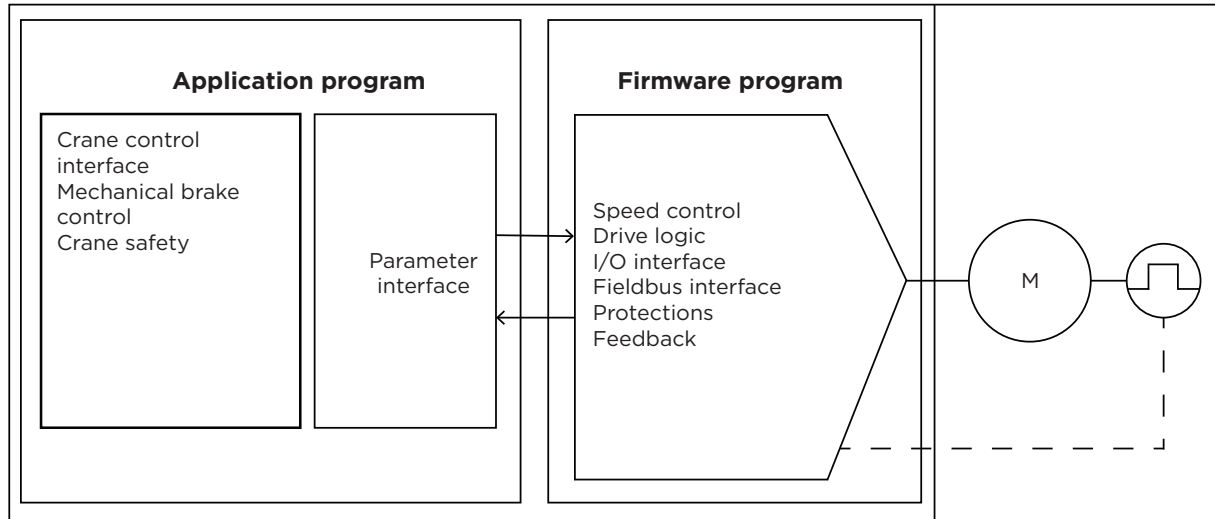 Application program
Crane control
interface
Mechanical brake
control
Crane safety
Parameter
interface
Firmware program
Speed control
Drive logic
I/O interface
Fieldbus interface
Protections
Feedback
M